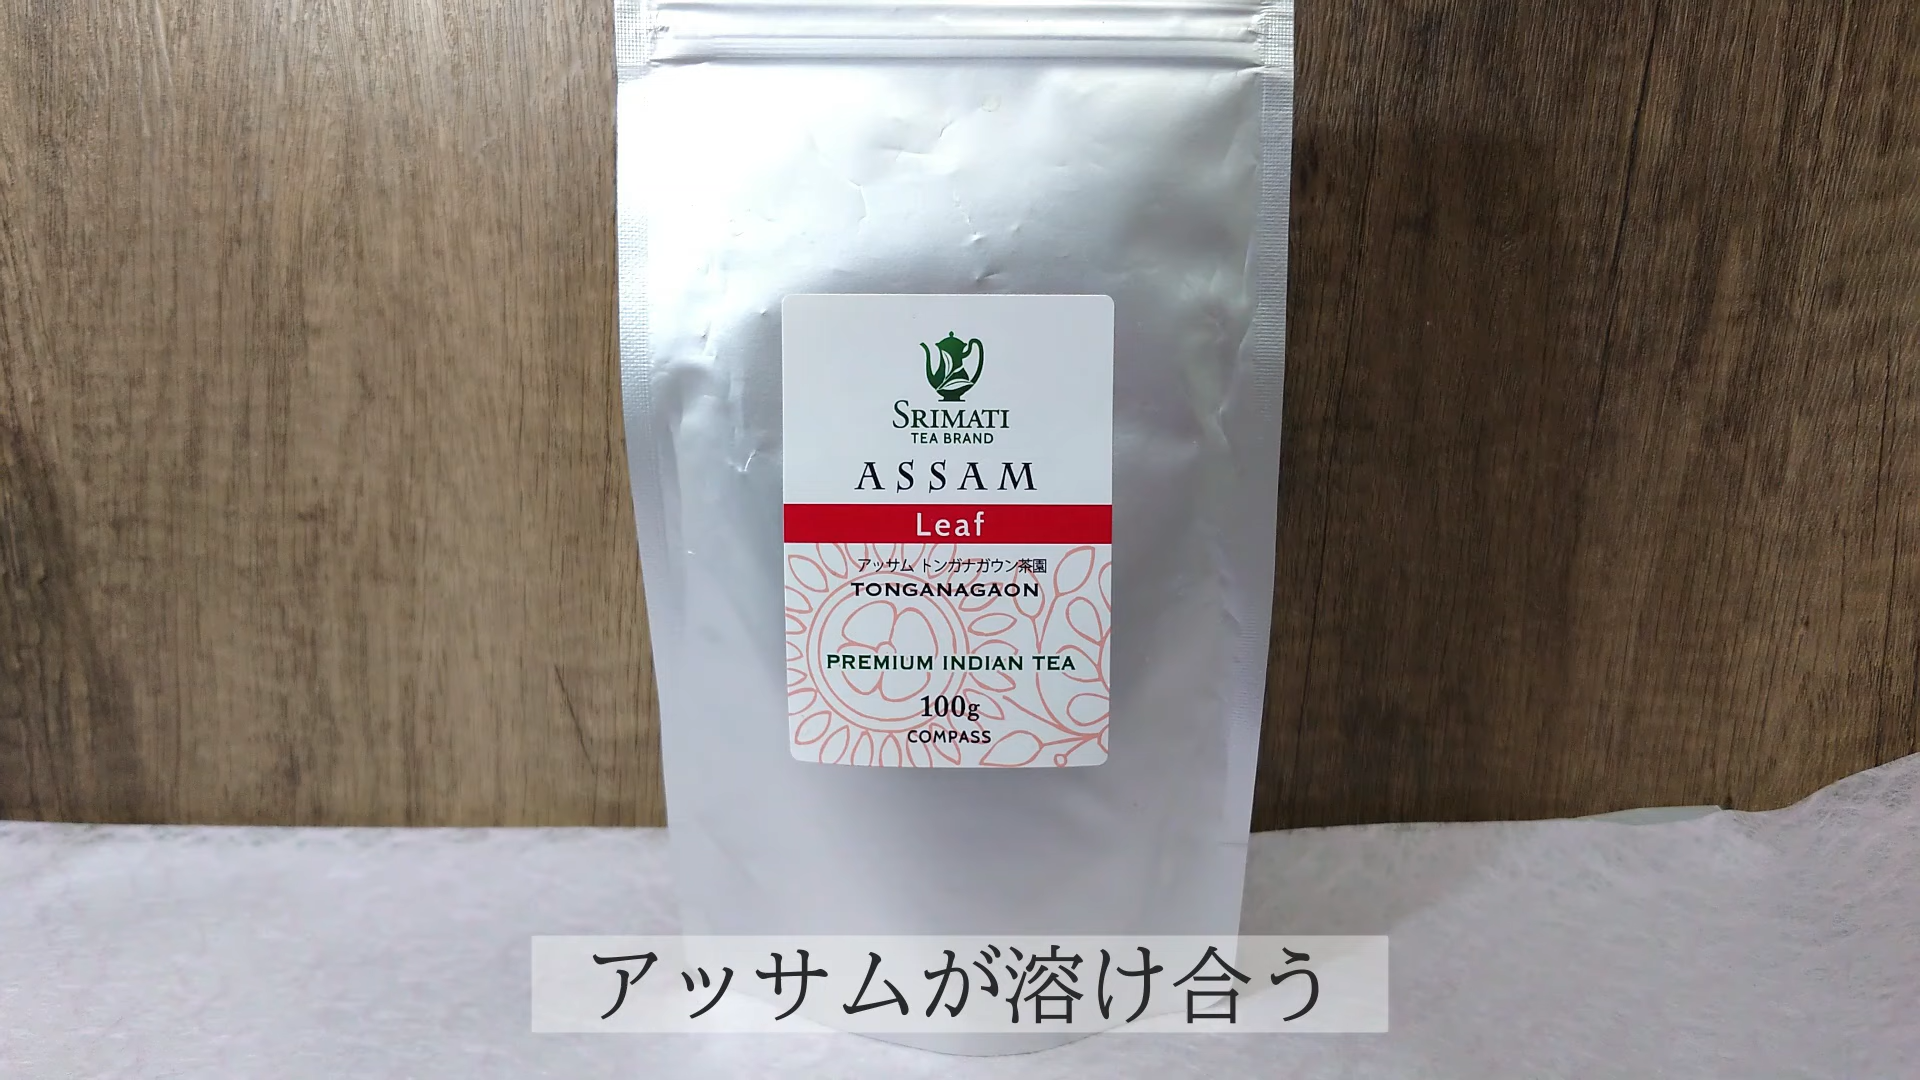 SRIMATI
TEA BRAND
ASSAM
Leaf
アッサム トンガナガウン茶園
TONGANAGAON
PREMIUM INDIAN TEA
100g
COMPASS
アッサムが溶け合う